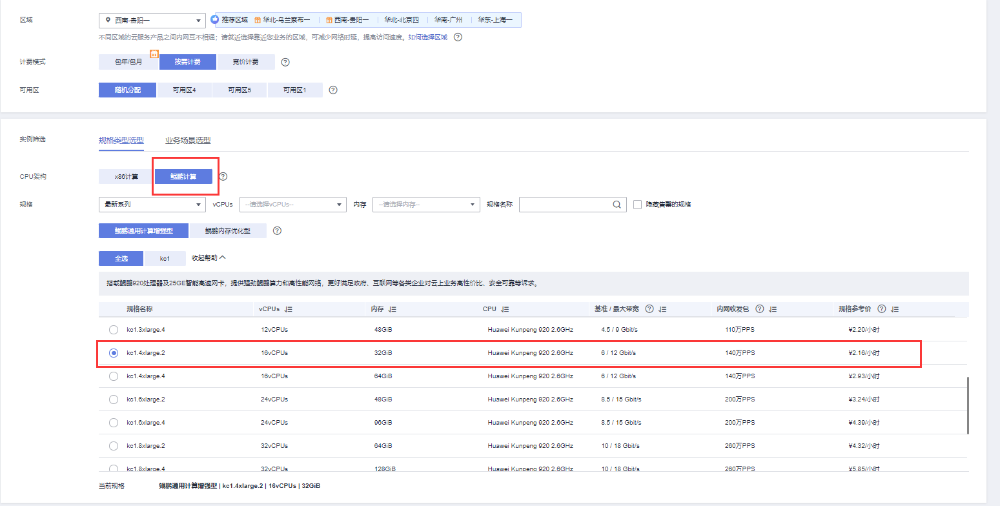 区域 西南-贵阳一 推荐区域 华北-乌兰察布一 西南-贵阳一 华北-北京四 华南-广州 华东-上海一
不同区域的云服务产品之间内网互不相通；请就近选择靠近您业务的区域，可减少网络时延，提高访问速度。如何选择区域 ?
计费模式 包年/包月 按需计费 竞价计费 ?
可用区 随机分配 可用区4 可用区5 可用区1 ?
实例筛选 规格类型选型 业务场景选型
CPU架构 x86计算 鲲鹏计算 ?
规格 最新系列 vCPUs --请选择vCPUs-- 内存 --请选择内存-- 规格名称 隐藏售罄的规格
鲲鹏通用计算增强型 鲲鹏内存优化型 ?
全选 kc1 收起帮助
搭载鲲鹏920处理器及25GE智能高速网卡，提供强劲鲲鹏算力和高性能网络，更好满足政府、互联网等各类企业对云上业务高性价比、安全可靠等诉求。
规格名称 vCPUs 内存 CPU 基准 / 最大带宽 ? 内网收发包 ? 规格参考价 ?
kc1.3xlarge.4 12vCPUs 48GiB Huawei Kunpeng 920 2.6GHz 4.5 / 9 Gbit/s 110万PPS ¥2.20/小时
kc1.4xlarge.2 16vCPUs 32GiB Huawei Kunpeng 920 2.6GHz 6 / 12 Gbit/s 140万PPS ¥2.16/小时
kc1.4xlarge.4 16vCPUs 64GiB Huawei Kunpeng 920 2.6GHz 6 / 12 Gbit/s 140万PPS ¥2.93/小时
kc1.6xlarge.2 24vCPUs 48GiB Huawei Kunpeng 920 2.6GHz 8.5 / 15 Gbit/s 200万PPS ¥3.24/小时
kc1.6xlarge.4 24vCPUs 96GiB Huawei Kunpeng 920 2.6GHz 8.5 / 15 Gbit/s 200万PPS ¥4.39/小时
kc1.8xlarge.2 32vCPUs 64GiB Huawei Kunpeng 920 2.6GHz 10 / 18 Gbit/s 260万PPS ¥4.32/小时
kc1.8xlarge.4 32vCPUs 128GiB Huawei Kunpeng 920 2.6GHz 10 / 18 Gbit/s 260万PPS ¥5.85/小时
当前规格 鲲鹏通用计算增强型 | kc1.4xlarge.2 | 16vCPUs | 32GiB